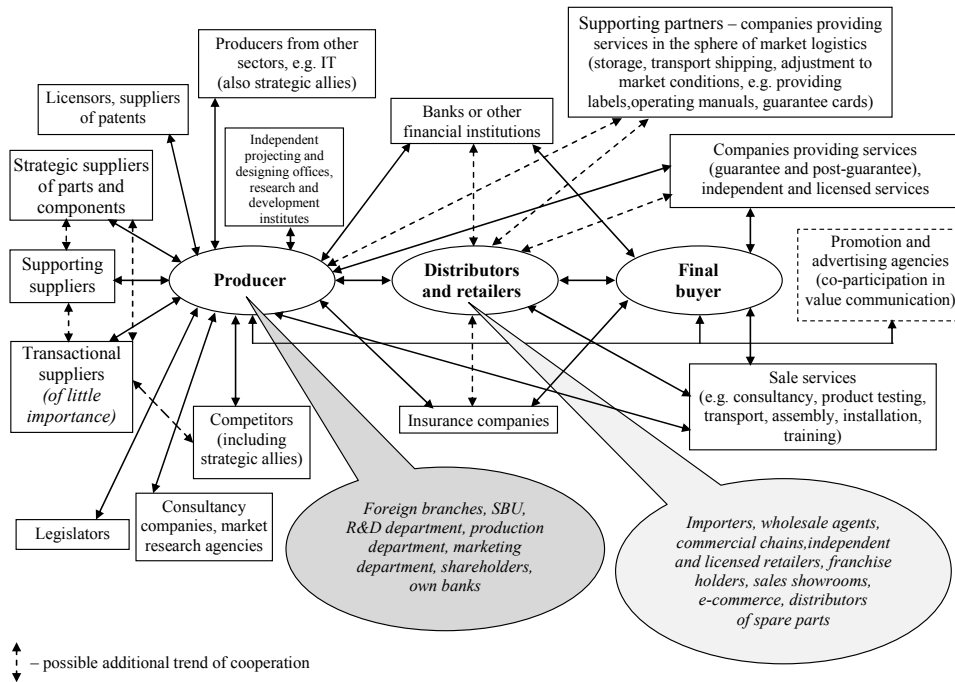 Producers from other
sectors, e.g. IT
(also strategic allies)
Supporting partners – companies providing
services in the sphere of market logistics
(storage, transport shipping, adjustment to
market conditions, e.g. providing
labels,operating manuals, guarantee cards)
Licensors, suppliers
of patents
Banks or other
financial institutions
Independent
projecting and
designing offices,
research and
development
institutes
Strategic suppliers
of parts and
components
Companies providing services
(guarantee and post-guarantee),
independent and licensed services
Supporting
suppliers
Producer
Distributors
and retailers
Final
buyer
Promotion and
advertising agencies
(co-participation in
value communication)
Transactional
suppliers
(of little
importance)
Competitors
(including
strategic allies)
Insurance companies
Sale services
(e.g. consultancy, product testing,
transport, assembly, installation,
training)
Legislators
Consultancy
companies, market
research agencies
Foreign branches, SBU,
R&D department, production
department, marketing
department, shareholders,
own banks
Importers, wholesale agents,
commercial chains,independent
and licensed retailers, franchise
holders, sales showrooms,
e-commerce, distributors
of spare parts
– possible additional trend of cooperation